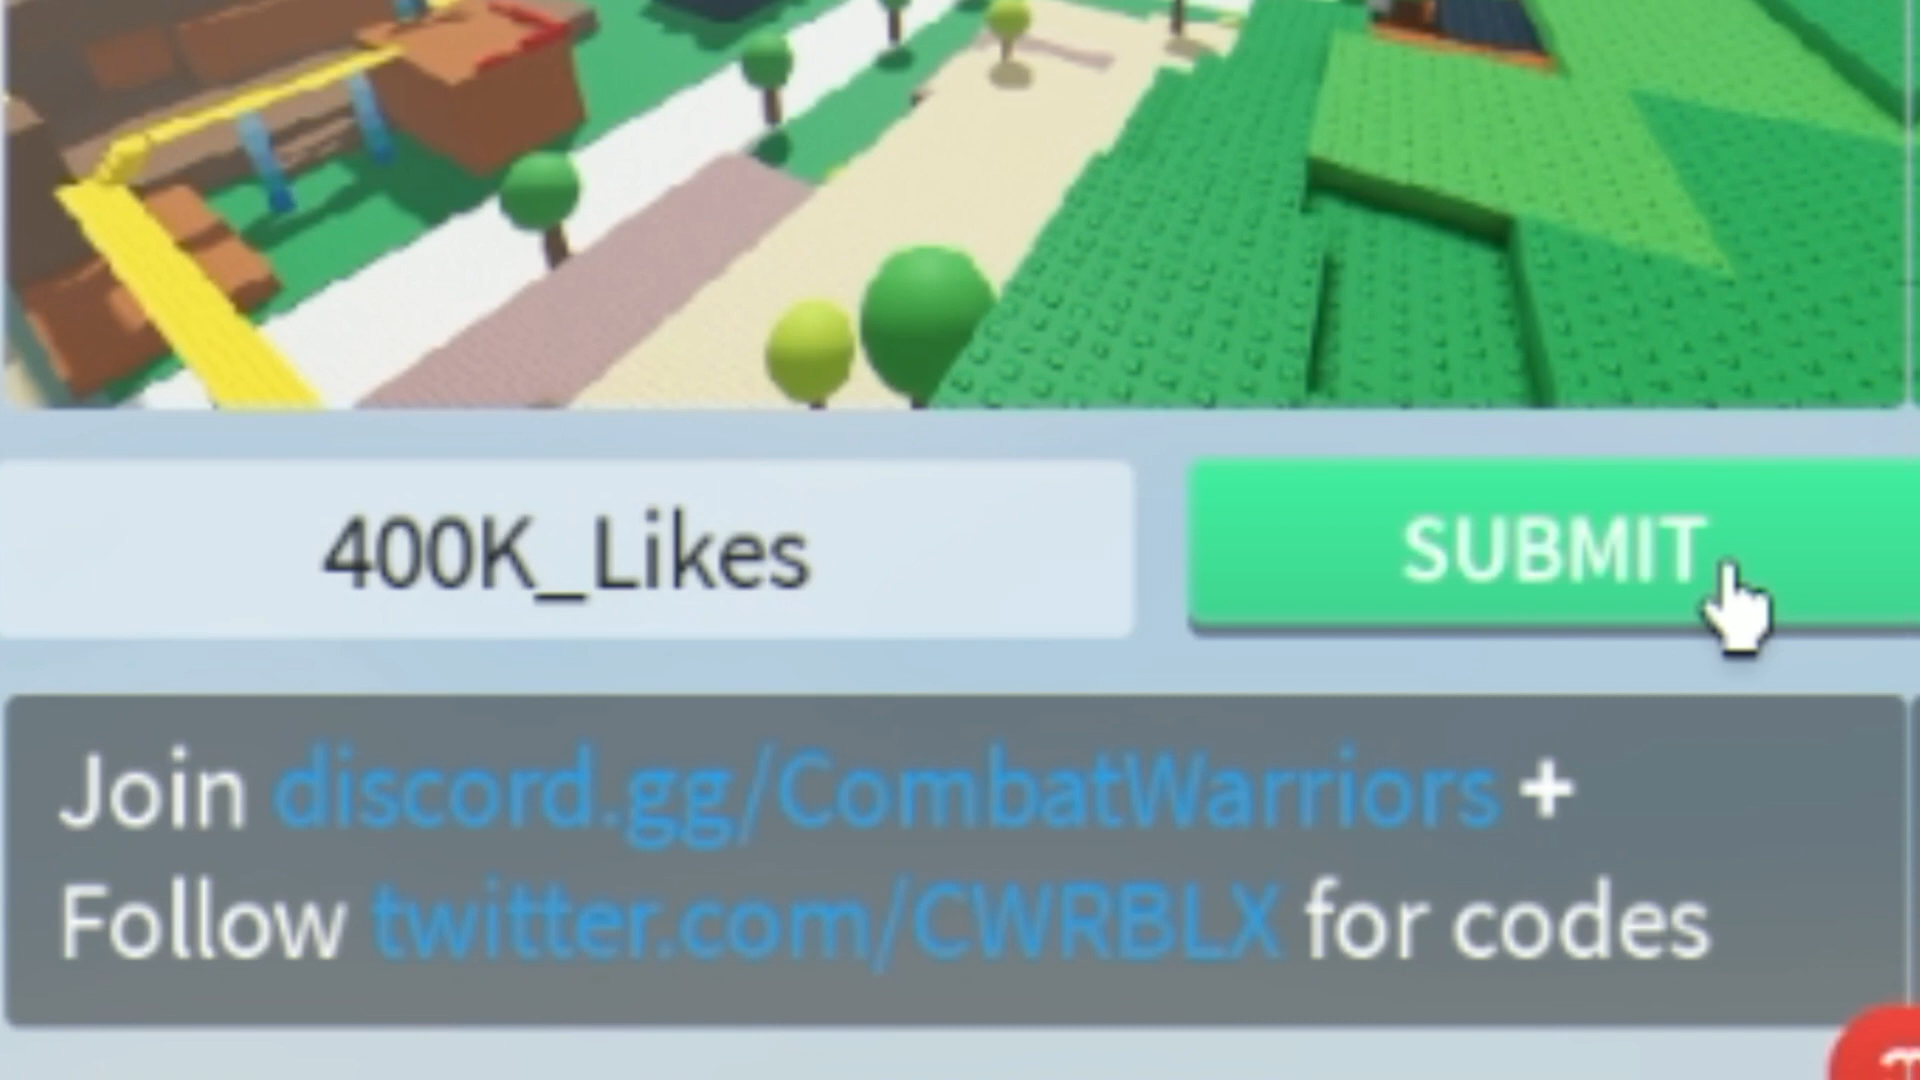 400K_Likes
SUBMIT
Join discord.gg/CombatWarriors +
Follow twitter.com/CWRBLX for codes